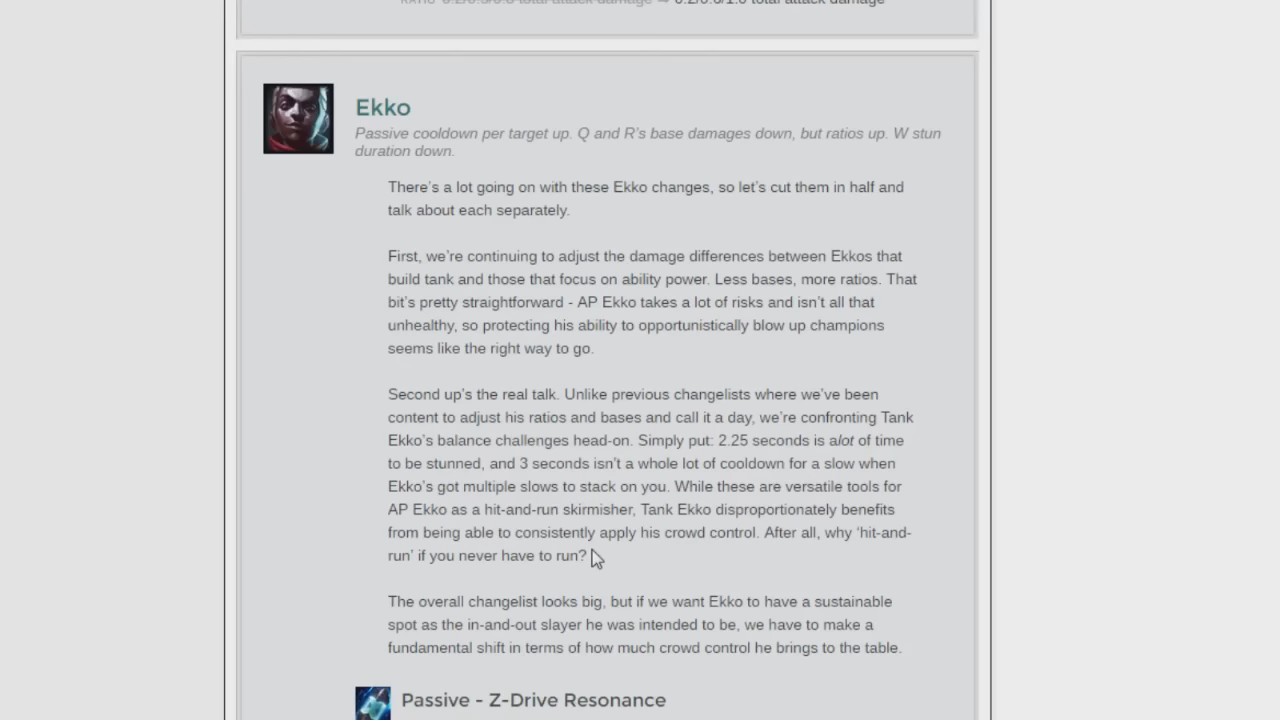 0.2/0.6/1.0 total attack damage
Ekko
Passive cooldown per target up. Q and R's base damages down, but ratios up. W stun
duration down.
There's a lot going on with these Ekko changes, so let's cut them in half and
talk about each separately.
First, we're continuing to adjust the damage differences between Ekkos that
build tank and those that focus on ability power. Less bases, more ratios. That
bit's pretty straightforward - AP Ekko takes a lot of risks and isn't all that
unhealthy, so protecting his ability to opportunistically blow up champions
seems like the right way to go.
Second up's the real talk. Unlike previous changelists where we've been
content to adjust his ratios and bases and call it a day, we're confronting Tank
Ekko's balance challenges head-on. Simply put: 2.25 seconds is alot of time
to be stunned, and 3 seconds isn't a whole lot of cooldown for a slow when
Ekko's got multiple slows to stack on you. While these are versatile tools for
AP Ekko as a hit-and-run skirmisher, Tank Ekko disproportionately benefits
from being able to consistently apply his crowd control. After all, why 'hit-and-
run' if you never have to run?
The overall changelist looks big, but if we want Ekko to have a sustainable
spot as the in-and-out slayer he was intended to be, we have to make a
fundamental shift in terms of how much crowd control he brings to the table.
Passive - Z-Drive Resonance